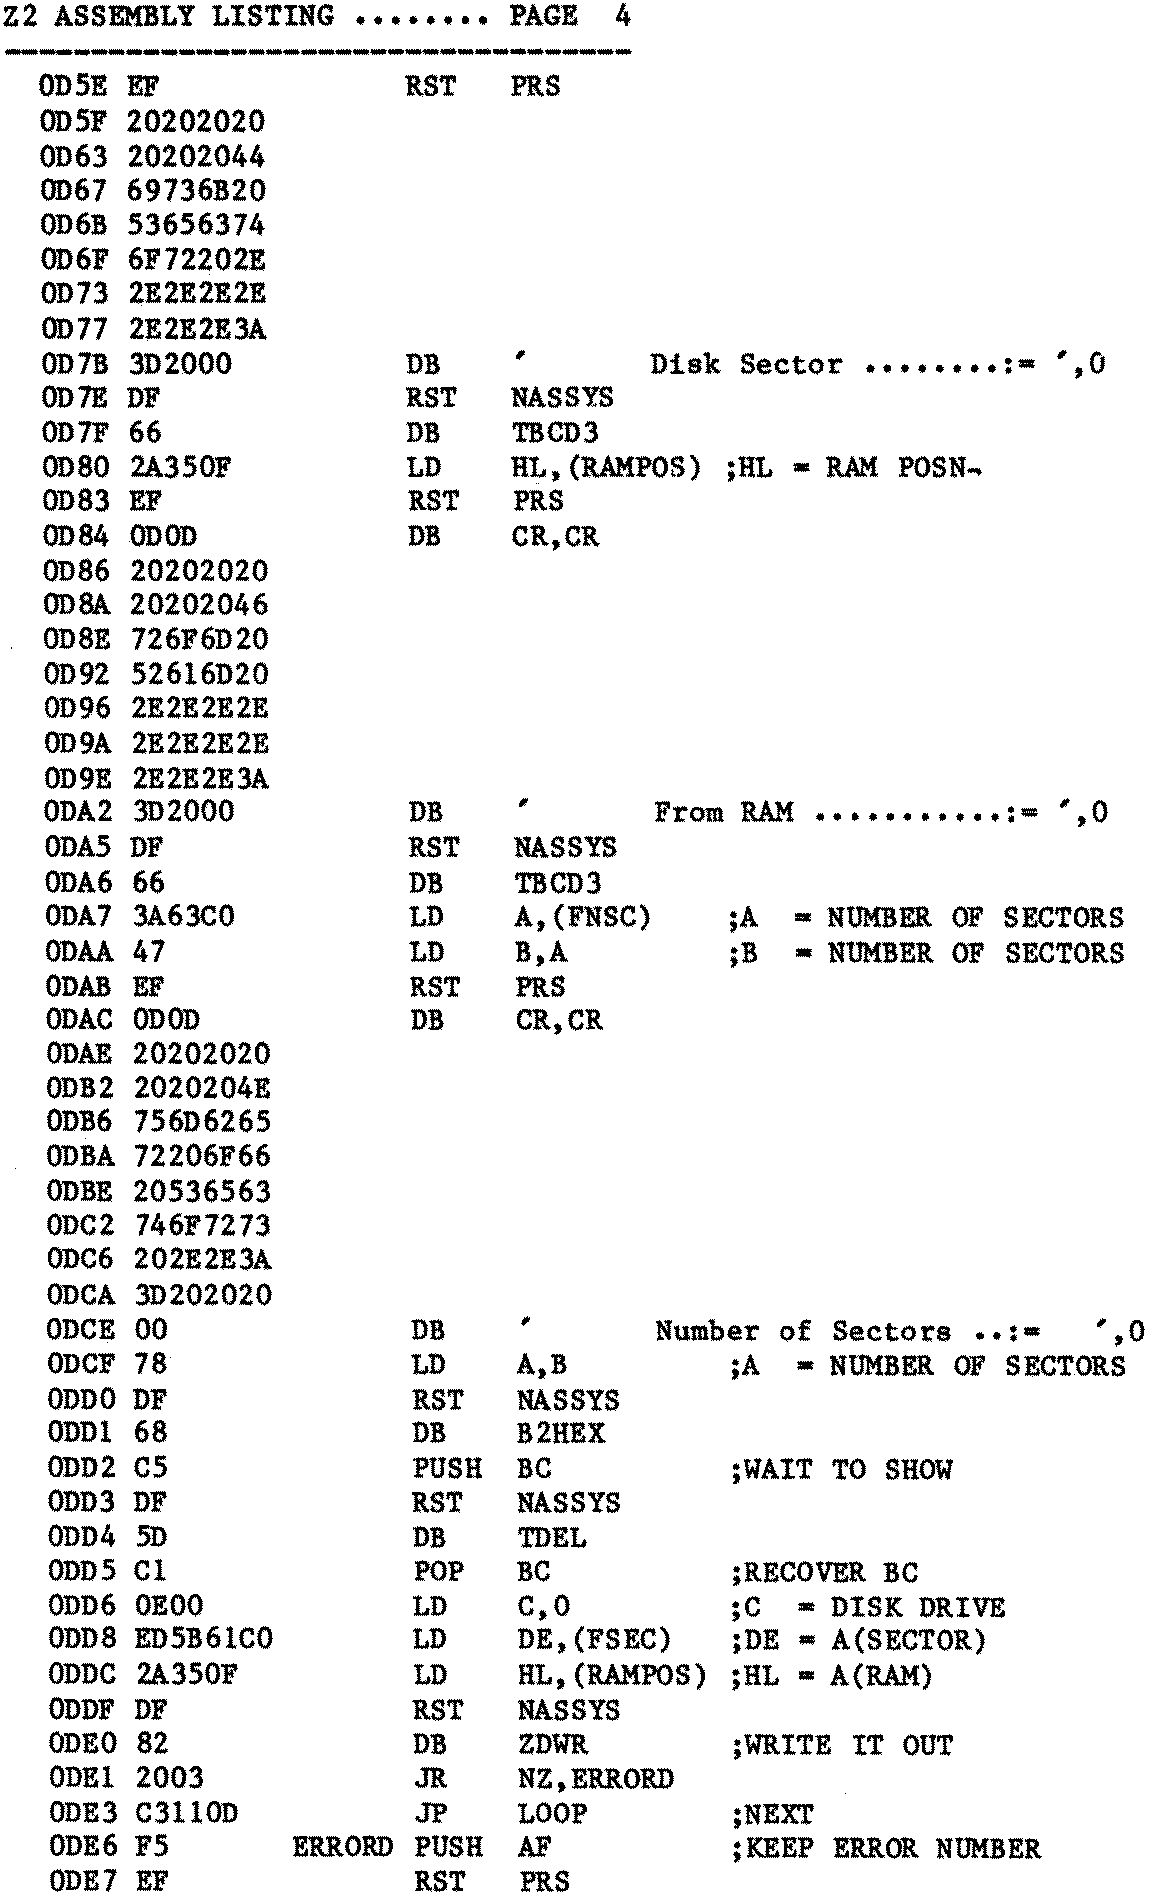 Z2 ASSEMBLY LISTING ........ PAGE  4
------------------------------------
0D5E EF              RST   PRS
0D5F 20202020
0D63 20202044
0D67 69736B20
0D6B 53656374
0D6F 6F72202E
0D73 2E2E2E2E
0D77 2E2E2E3A
0D7B 3D2000          DB    '       Disk Sector ........:= ',0
0D7E DF              RST   NASSYS
0D7F 66              DB    TBCD3
0D80 2A350F          LD    HL,(RAMPOS) ;HL = RAM POSN.
0D83 EF              RST   PRS
0D84 0D0D            DB    CR,CR
0D86 20202020
0D8A 20202046
0D8E 726F6D20
0D92 52616D20
0D96 2E2E2E2E
0D9A 2E2E2E2E
0D9E 2E2E2E3A
0DA2 3D2000          DB    '       From RAM ...........:= ',0
0DA5 DF              RST   NASSYS
0DA6 66              DB    TBCD3
0DA7 3A63C0          LD    A,(FNSC)    ;A  = NUMBER OF SECTORS
0DAA 47              LD    B,A         ;B  = NUMBER OF SECTORS
0DAB EF              RST   PRS
0DAC 0D0D            DB    CR,CR
0DAE 20202020
0DB2 2020204E
0DB6 756D6265
0DBA 72206F66
0DBE 20536563
0DC2 746F7273
0DC6 202E2E3A
0DCA 3D202020
0DCE 00              DB    '       Number of Sectors ..:=   ',0
0DCF 78              LD    A,B         ;A  = NUMBER OF SECTORS
0DD0 DF              RST   NASSYS
0DD1 68              DB    B2HEX
0DD2 C5              PUSH  BC          ;WAIT TO SHOW
0DD3 DF              RST   NASSYS
0DD4 5D              DB    TDEL
0DD5 C1              POP   BC          ;RECOVER BC
0DD6 0E00            LD    C,0         ;C  = DISK DRIVE
0DD8 ED5B61C0        LD    DE,(FSEC)   ;DE = A(SECTOR)
0DDC 2A350F          LD    HL,(RAMPOS) ;HL = A(RAM)
0DDF DF              RST   NASSYS
0DE0 82              DB    ZDWR        ;WRITE IT OUT
0DE1 2003            JR    NZ,ERRORD
0DE3 C3110D          JP    LOOP        ;NEXT
0DE6 F5       ERRORD PUSH  AF          ;KEEP ERROR NUMBER
0DE7 EF              RST   PRS